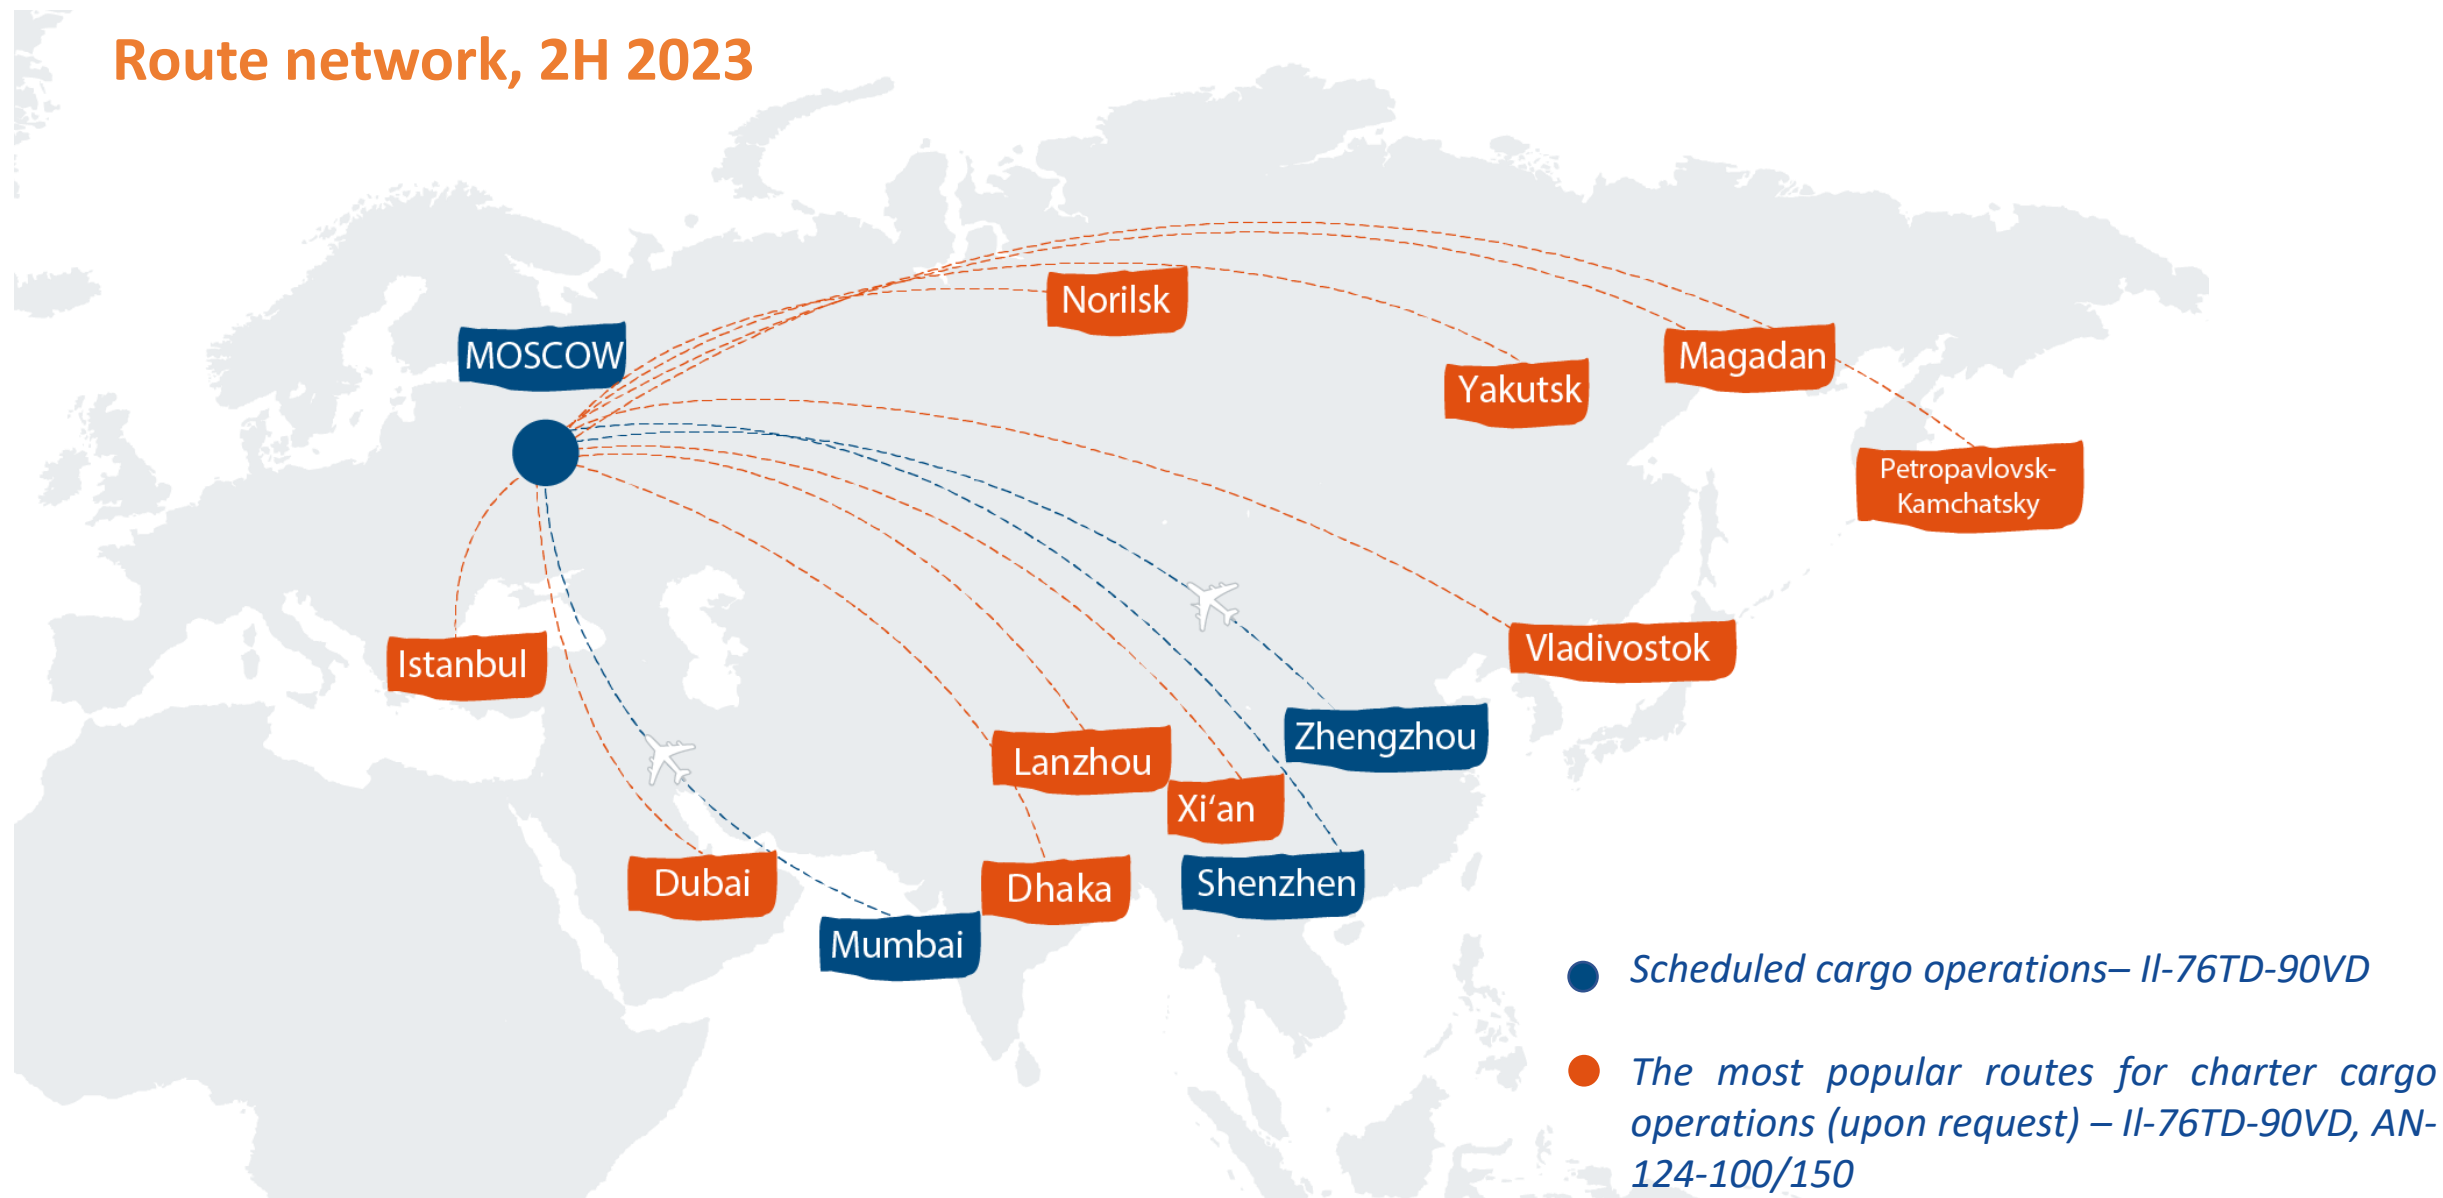 Route network, 2H 2023
Norilsk
MOSCOW
Magadan
Yakutsk
Petropavlovsk-
Kamchatsky
Vladivostok
Istanbul
Zhengzhou
Lanzhou
Xi‘an
Dubai
Dhaka
Shenzhen
Mumbai
Scheduled cargo operations– Il-76TD-90VD
The most popular routes for charter cargo
operations (upon request) – Il-76TD-90VD, AN-
124-100/150